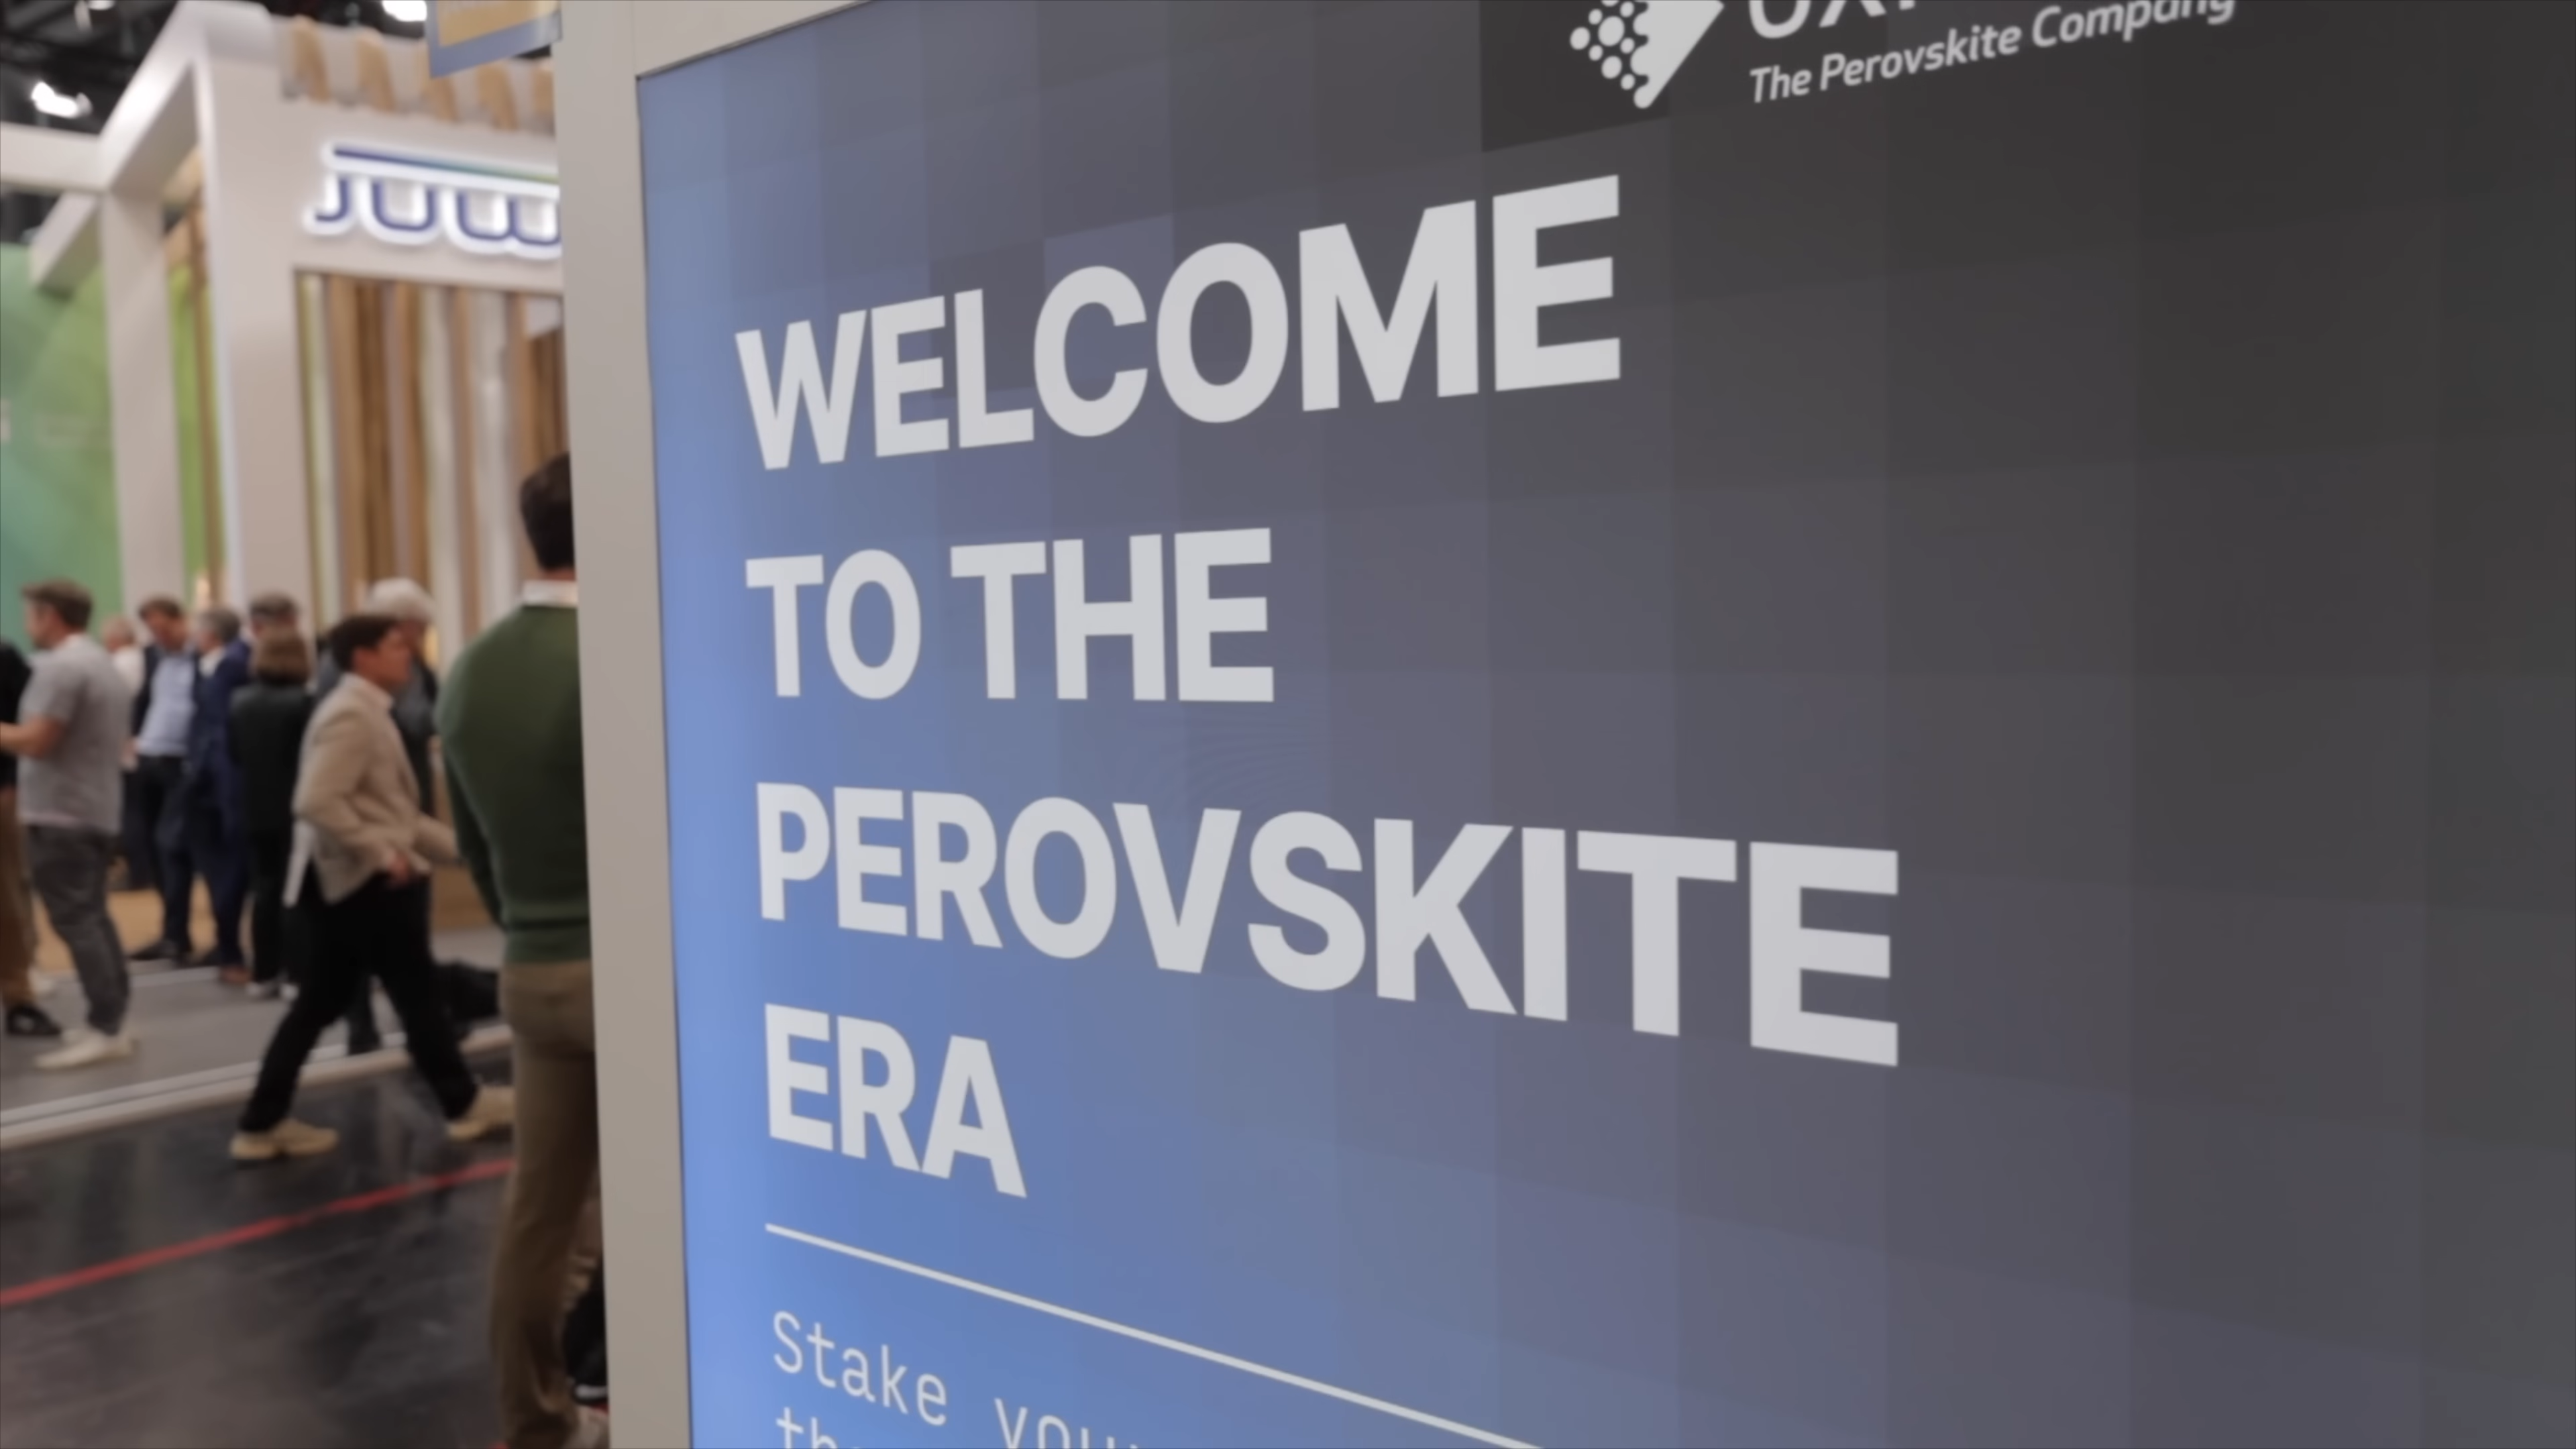 The Perovskite Company
WELCOME
TO THE
PEROVSKITE
ERA
Stake